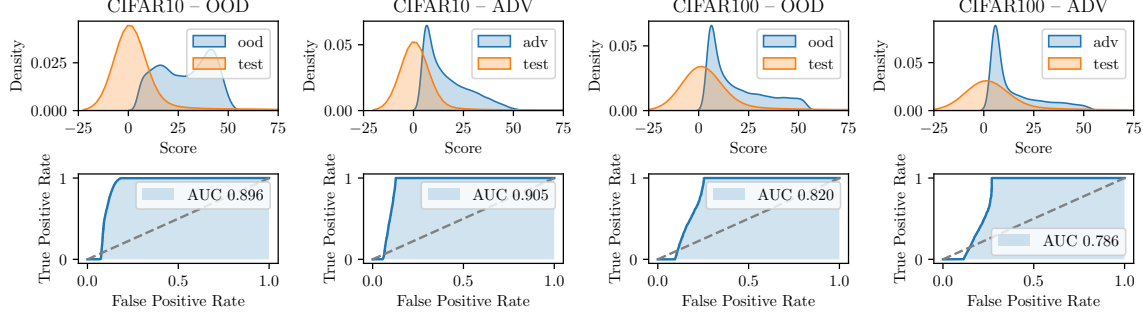 CIFAR10 – OOD
Density
0.025
0.000
ood
test
−25 0 25 50 75
Score
CIFAR10 – ADV
Density
0.05
0.00
adv
test
−25 0 25 50 75
Score
CIFAR100 – OOD
Density
0.05
0.00
ood
test
−25 0 25 50 75
Score
CIFAR100 – ADV
Density
0.05
0.00
adv
test
−25 0 25 50 75
Score
True Positive Rate
1
0
AUC 0.896
0.0 0.5 1.0
False Positive Rate
True Positive Rate
1
0
AUC 0.905
0.0 0.5 1.0
False Positive Rate
True Positive Rate
1
0
AUC 0.820
0.0 0.5 1.0
False Positive Rate
True Positive Rate
1
0
AUC 0.786
0.0 0.5 1.0
False Positive Rate